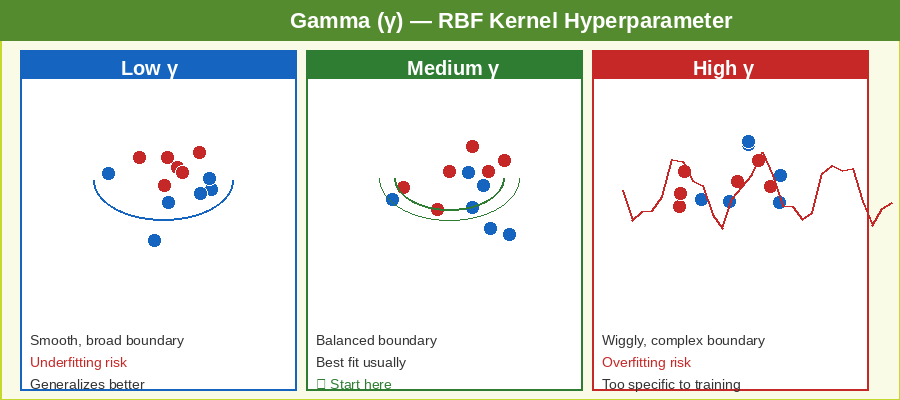 Gamma (γ) — RBF Kernel Hyperparameter
Low γ
Smooth, broad boundary
Underfitting risk
Generalizes better
Medium γ
Balanced boundary
Best fit usually
Start here
High γ
Wiggly, complex boundary
Overfitting risk
Too specific to training